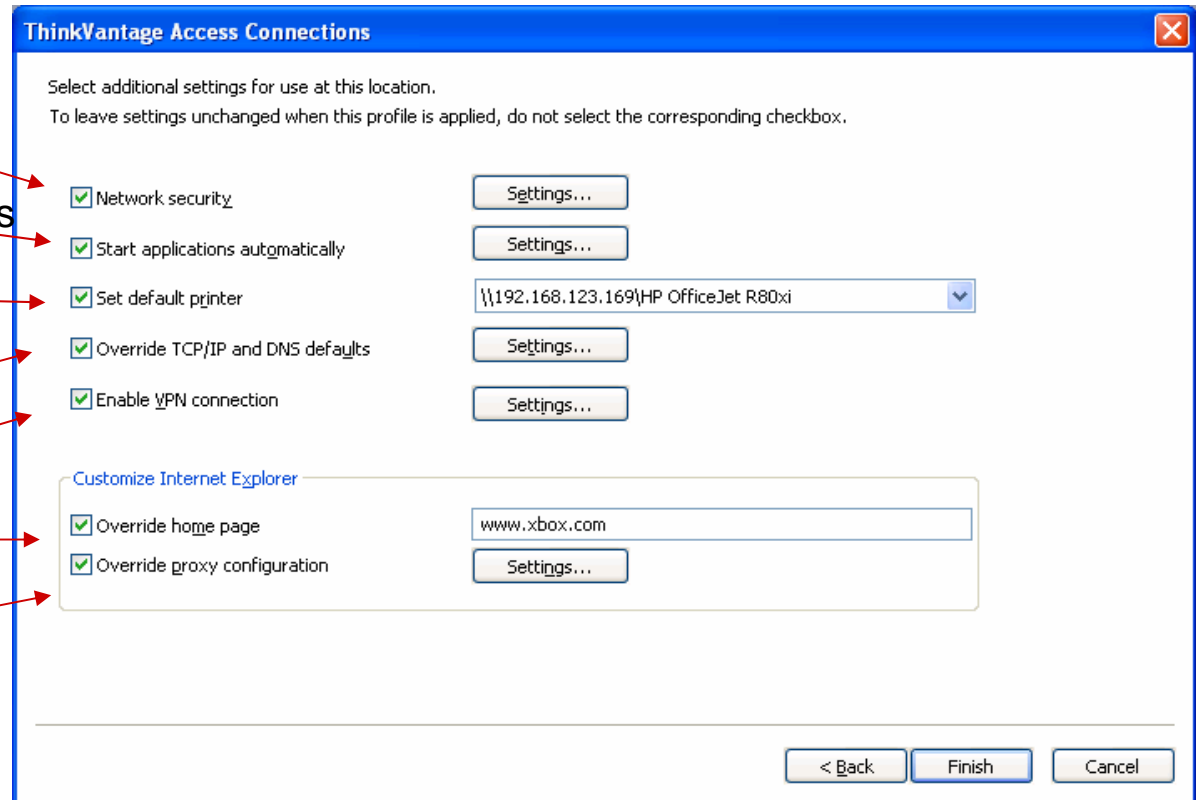 ThinkVantage Access Connections
Select additional settings for use at this location.
To leave settings unchanged when this profile is applied, do not select the corresponding checkbox.
Network security Settings...
s
Start applications automatically Settings...
Set default printer \\192.168.123.169\HP OfficeJet R80xi
Override TCP/IP and DNS defaults Settings...
Enable VPN connection Settings...
Customize Internet Explorer
Override home page www.xbox.com
Override proxy configuration Settings...
< Back Finish Cancel